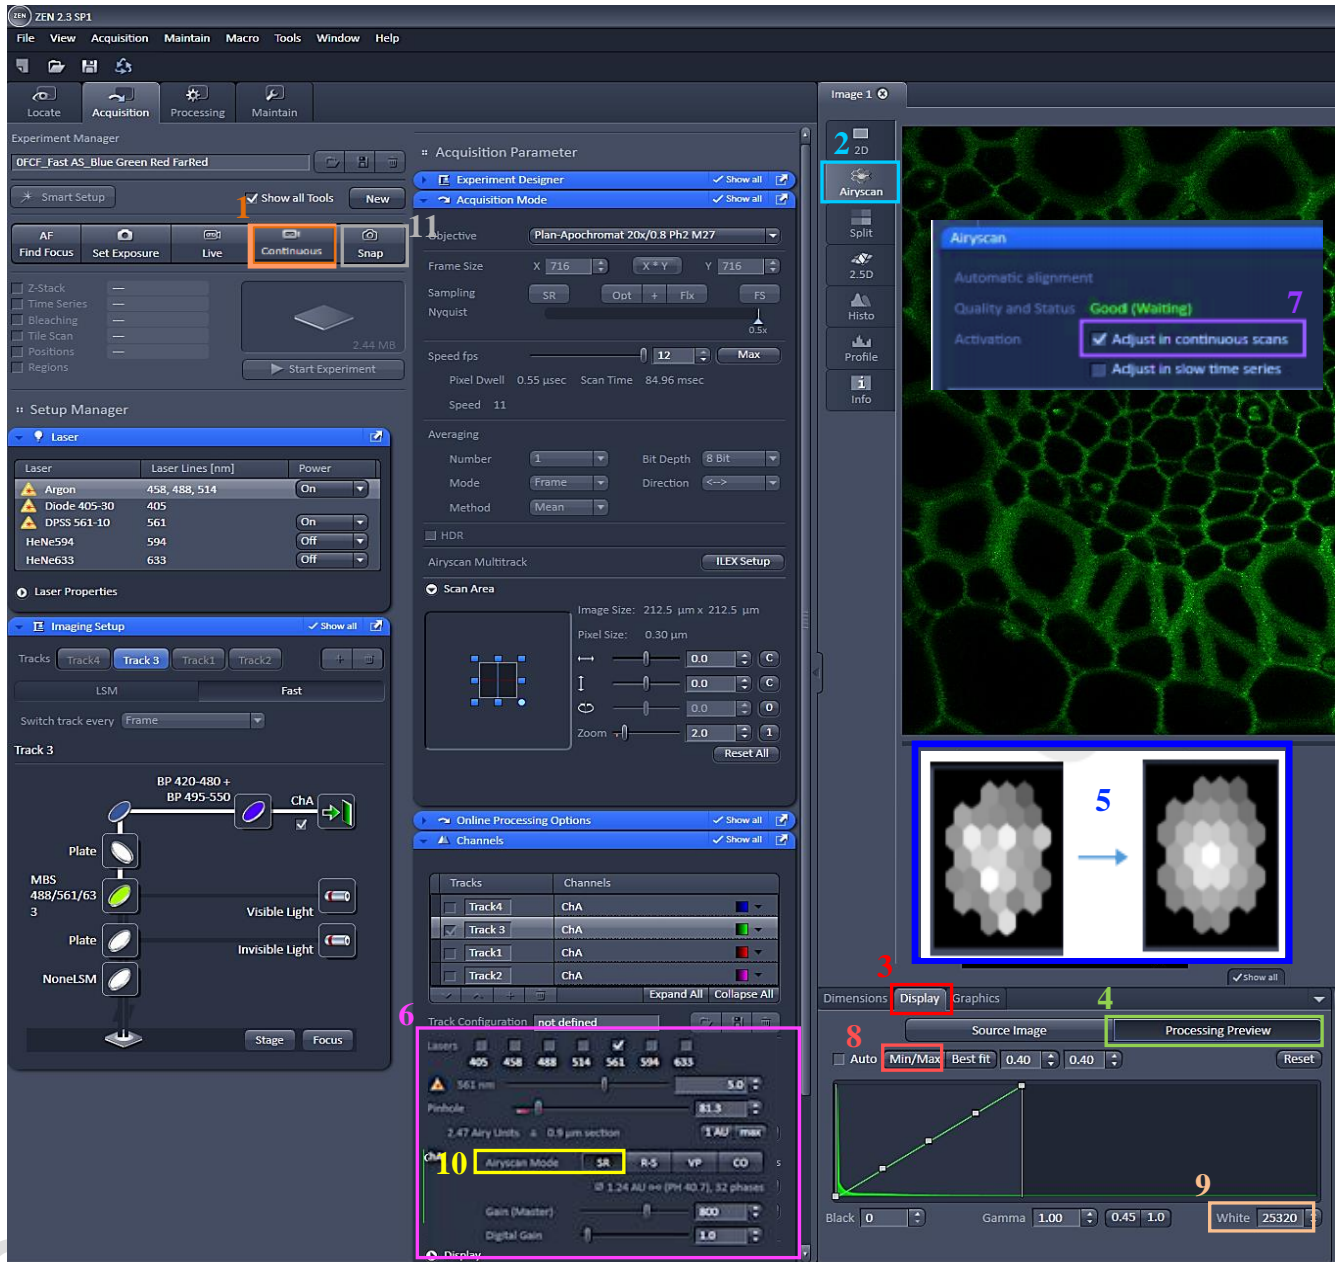 ZEN ZEN 2.3 SP1
File View Acquisition Maintain Macro Tools Window Help
Locate Acquisition Processing Maintain
Experiment Manager
0FCF_Fast AS_Blue Green Red FarRed
Smart Setup Show all Tools New
1
AF Find Focus Set Exposure Live Continuous Snap
11
Z-Stack ---
Time Series ---
Bleaching ---
Tile Scan ---
Positions ---
Regions
2.44 MB
Start Experiment
Setup Manager
Laser
Laser Laser Lines [nm] Power
Argon 458, 488, 514 On
Diode 405-30 405
DPSS 561-10 561 On
HeNe594 594 Off
HeNe633 633 Off
Laser Properties
Imaging Setup Show all
Tracks Track4 Track 3 Track1 Track2
LSM Fast
Switch track every Frame
Track 3
BP 420-480 +
BP 495-550
ChA
Plate
MBS
488/561/63
3
Visible Light
Plate
Invisible Light
NoneLSM
Stage Focus
Acquisition Parameter
Experiment Designer Show all
Acquisition Mode Show all
Objective Plan-Apochromat 20x/0.8 Ph2 M27
Frame Size X 716 X * Y Y 716
Sampling SR Opt + Flx FS
Nyquist
0.5x
Speed fps 12 Max
Pixel Dwell 0.55 µsec Scan Time 84.96 msec
Speed 11
Averaging
Number 1 Bit Depth 8 Bit
Mode Frame Direction <-->
Method Mean
HDR
Airyscan Multitrack ILEX Setup
Scan Area
Image Size: 212.5 µm x 212.5 µm
Pixel Size: 0.30 µm
0.0 C
0.0 C
0.0 0
Zoom 2.0 1
Reset All
Online Processing Options Show all
Channels Show all
Tracks Channels
Track4 ChA
Track 3 ChA
Track1 ChA
Track2 ChA
Expand All Collapse All
6
Track Configuration not defined
Lasers
405 458 488 514 561 594 633
561 nm 5.0
Pinhole 81.3
2.47 Airy Units ≙ 0.9 µm section 1 AU max
ChA 10 Airyscan Mode SR R-S VP CO
1.24 AU (PH 40.7), 32 phases
Gain (Master) 800
Digital Gain 1.0
Display
Image 1
2
2D
Airyscan
Split
2.5D
Histo
Profile
Info
Airyscan
Automatic alignment
7
Quality and Status Good (Waiting)
Activation Adjust in continuous scans
Adjust in slow time series
5
Show all
3
Dimensions Display Graphics
4
Source Image Processing Preview
8
Auto Min/Max Best fit 0.40 0.40 Reset
9
Black 0 Gamma 1.00 0.45 1.0 White 25320